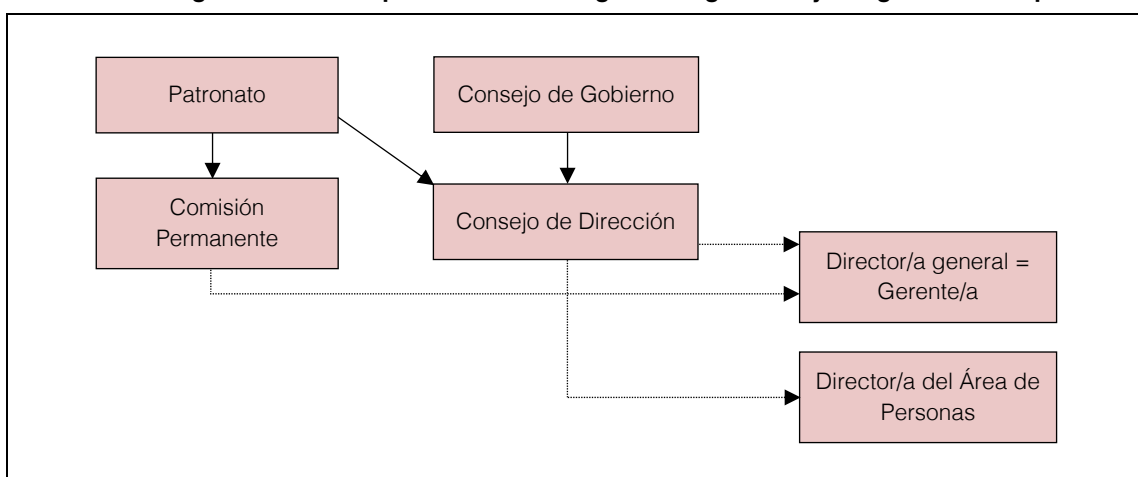 Patronato
Consejo de Gobierno
Comisión
Permanente
Consejo de Dirección
Director/a general =
Gerente/a
Director/a del Área de
Personas